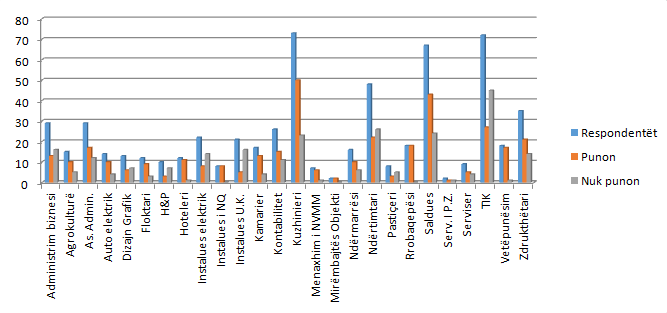 80
70
60
50
40
30
20
10
0
Administrim biznesi
Agrokulturë
As. Admin.
Auto elektrik
Dizajn Grafik
Floktari
H&P
Hoteleri
Instalues elektrik
Instalues i NQ
Instalues U.K.
Kamarier
Kontabilitet
Kuzhinieri
Menaxhim i NVMM
Mirëmbajtës Objekti
Ndërmarrësi
Ndërtimtari
Pastiçeri
Rrobaqepësi
Saldues
Serv. i P.Z.
Serviser
TIK
Vetëpunësim
Zdrukthëtari
Respondentët
Punon
Nuk punon